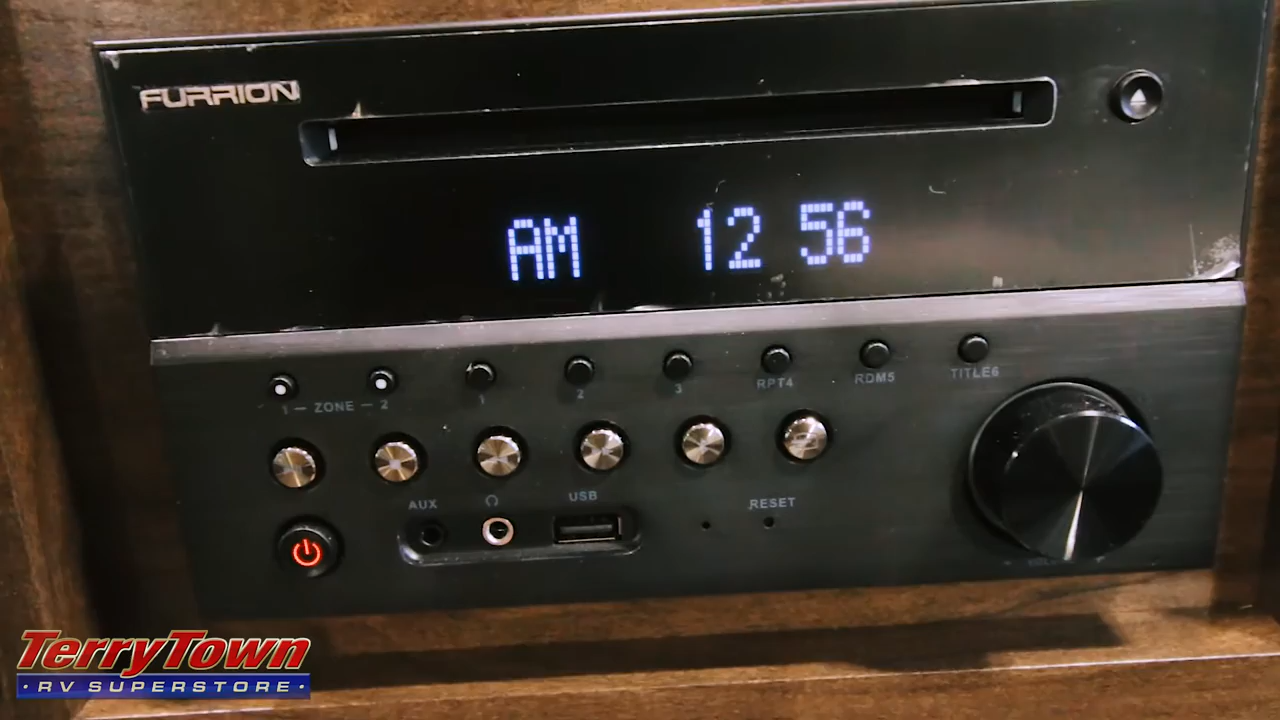 FURRION
AM 12 56
1 — ZONE — 2
1
2
3
RPT4
RDM5
TITLE6
AUX
USB
RESET
TerryTown
• RV SUPERSTORE •